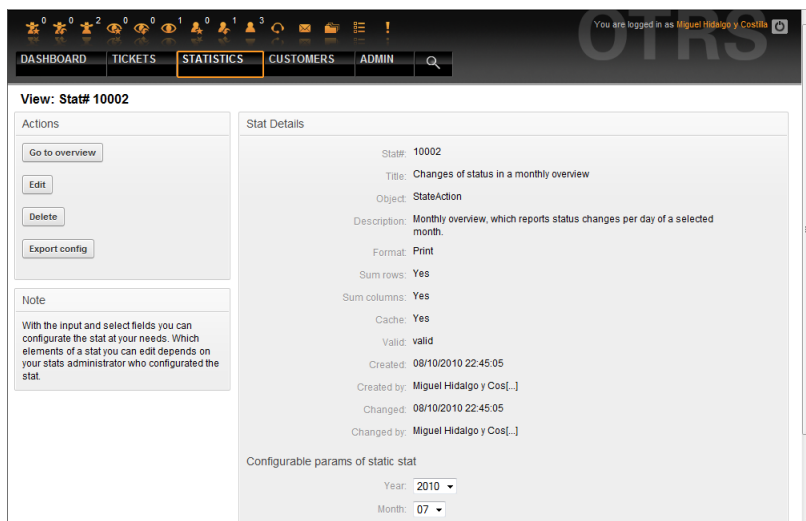 0 0 2 0 0 1 0 1 3
You are logged in as Miguel Hidalgo y Costilla
OTRS
DASHBOARD TICKETS STATISTICS CUSTOMERS ADMIN
View: Stat# 10002
Actions
Go to overview
Edit
Delete
Export config
Note
With the input and select fields you can
configurate the stat at your needs. Which
elements of a stat you can edit depends on
your stats administrator who configurated the
stat.
Stat Details
Stat#: 10002
Title: Changes of status in a monthly overview
Object: StateAction
Description: Monthly overview, which reports status changes per day of a selected
month.
Format: Print
Sum rows: Yes
Sum columns: Yes
Cache: Yes
Valid: valid
Created: 08/10/2010 22:45:05
Created by: Miguel Hidalgo y Cos[...]
Changed: 08/10/2010 22:45:05
Changed by: Miguel Hidalgo y Cos[...]
Configurable params of static stat
Year: 2010
Month: 07